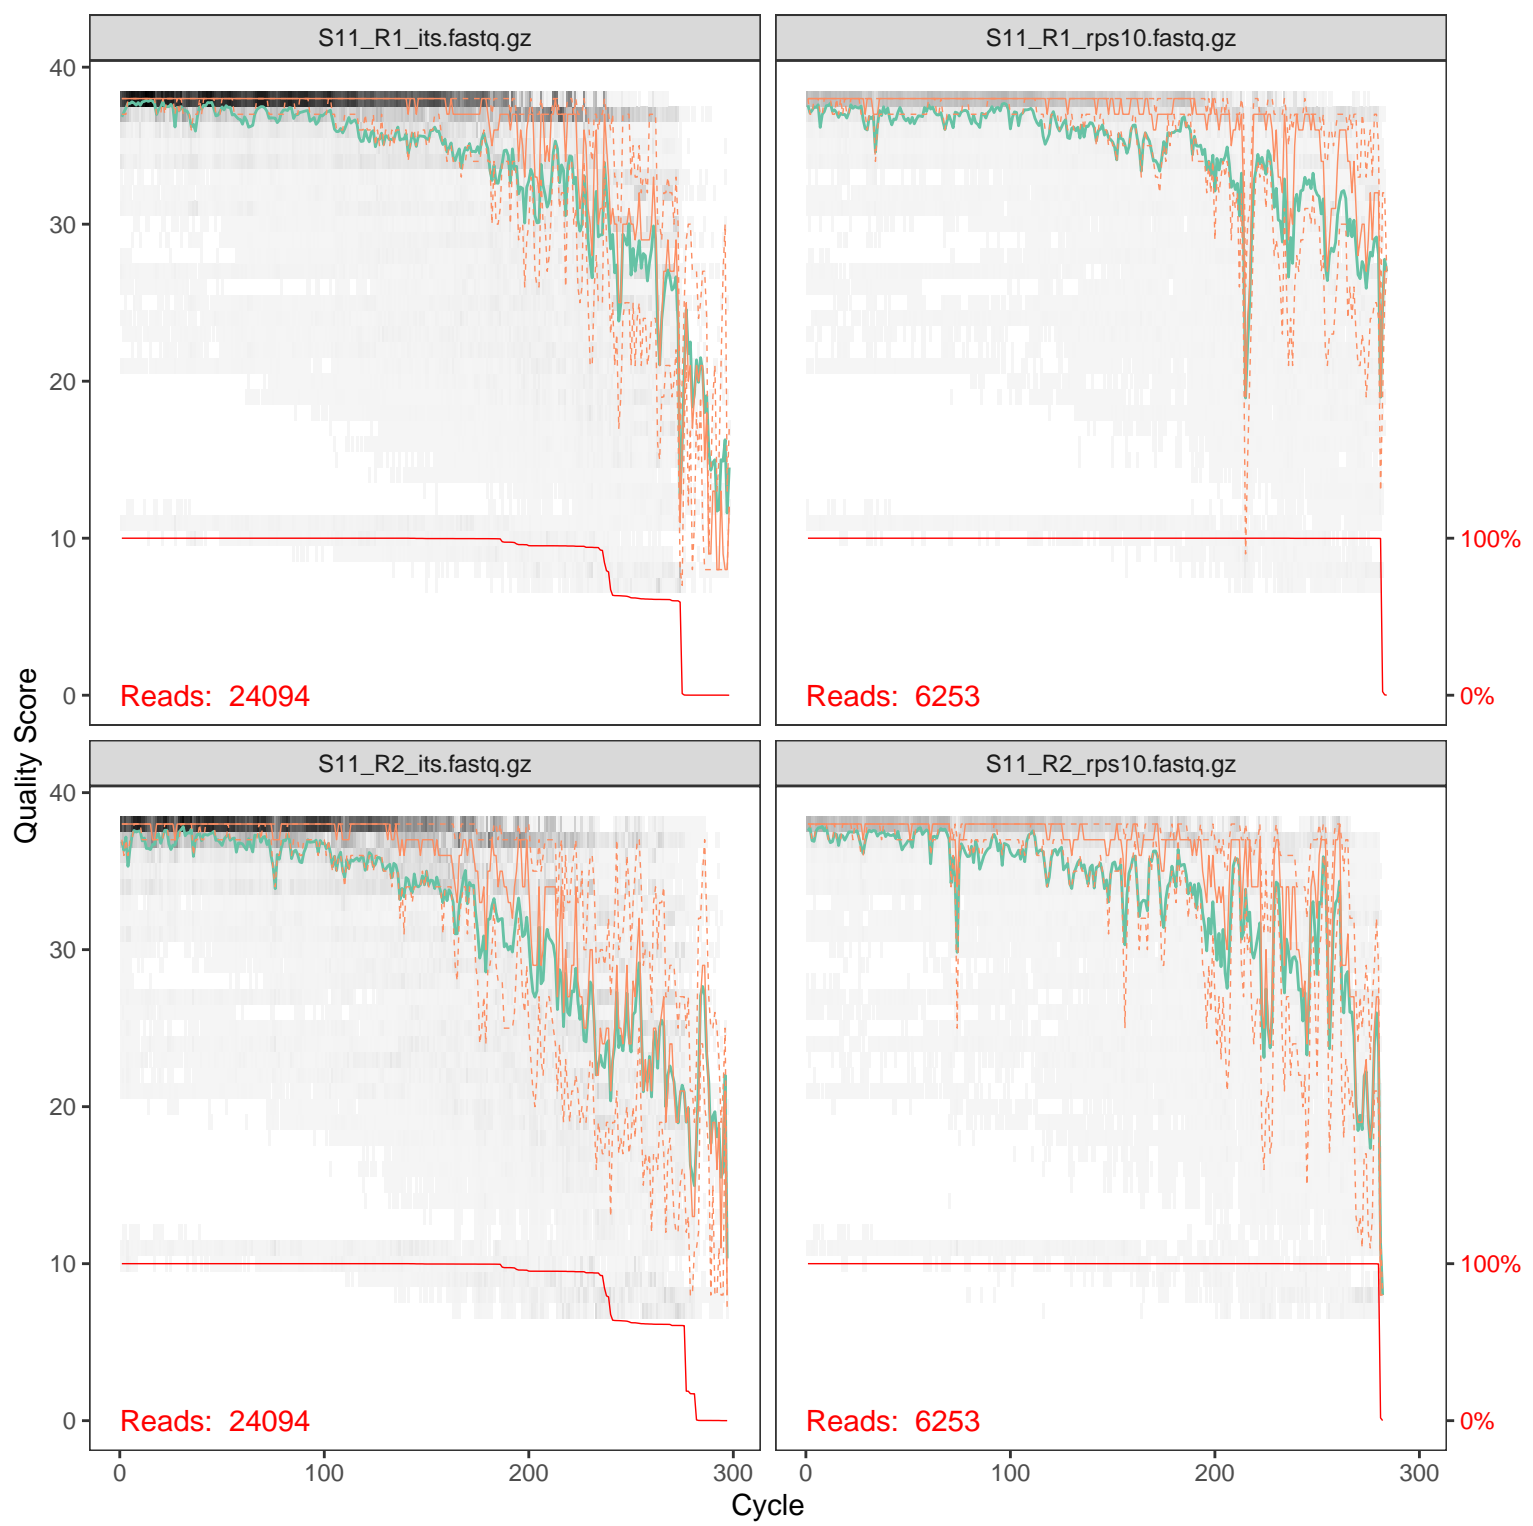 S11_R1_its.fastq.gz
S11_R1_rps10.fastq.gz
40
30
20
10
0
100%
0%
Reads: 24094
Reads: 6253
Quality Score
S11_R2_its.fastq.gz
S11_R2_rps10.fastq.gz
40
30
20
10
0
100%
0%
Reads: 24094
Reads: 6253
0 100 200 300
0 100 200 300
Cycle